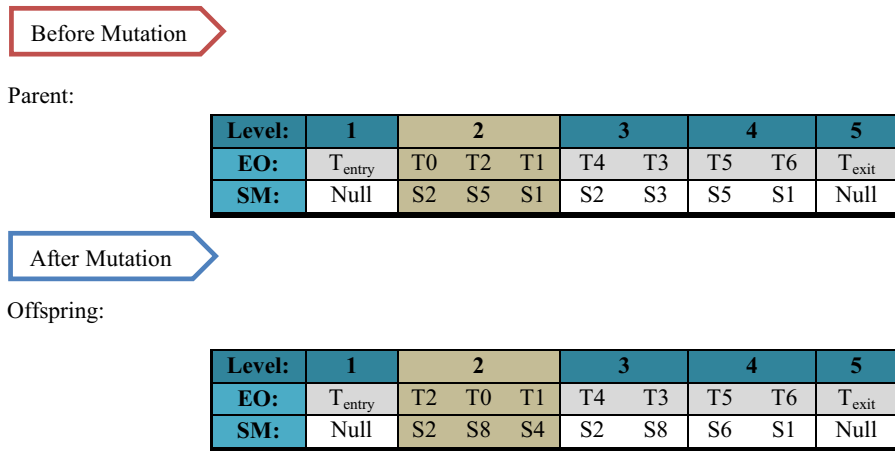 Before Mutation
Parent:
Level: 1 2 3 4 5
EO: Tentry T0 T2 T1 T4 T3 T5 T6 Texit
SM: Null S2 S5 S1 S2 S3 S5 S1 Null
After Mutation
Offspring:
Level: 1 2 3 4 5
EO: Tentry T2 T0 T1 T4 T3 T5 T6 Texit
SM: Null S2 S8 S4 S2 S8 S6 S1 Null